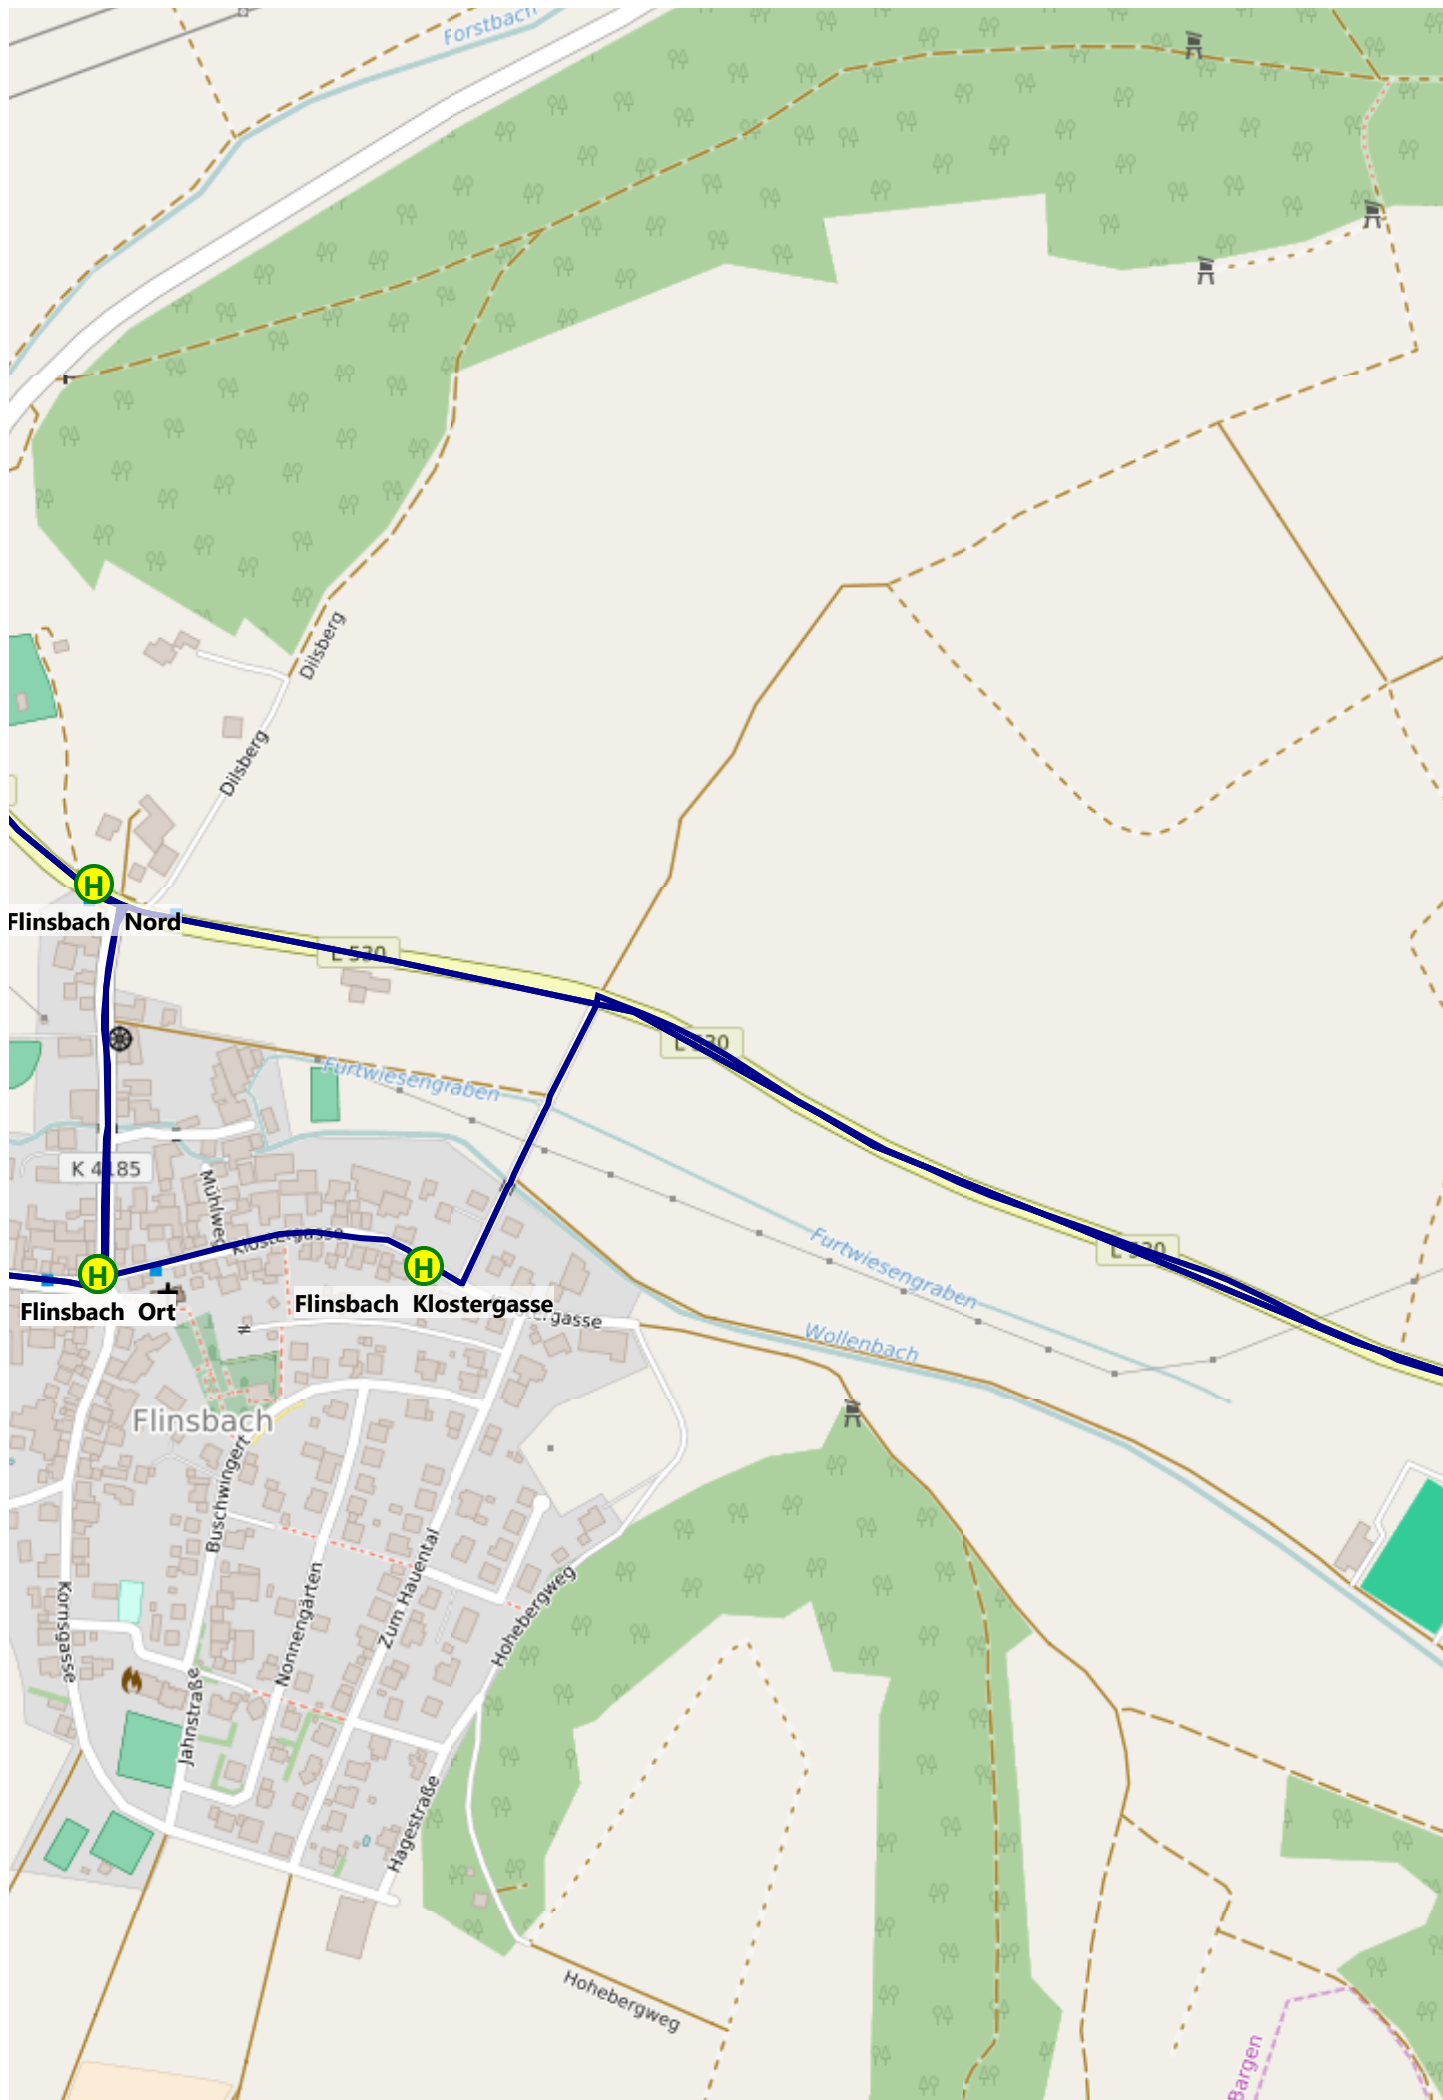 Forstbach
Dilsberg
Dilsberg
H
Flinsbach Nord
L 530
L 530
Furtwiesengraben
K 4185
Mühlweg
Klostergasse
H
H
Flinsbach Ort
Flinsbach Klostergasse
Furtwiesengraben
L 530
Wollenbach
Flinsbach
Buschwingert
Zum Hauental
Nonnengärten
Hohebergweg
Kornsgasse
Jahnstraße
Hagestraße
Hohebergweg
Bargen